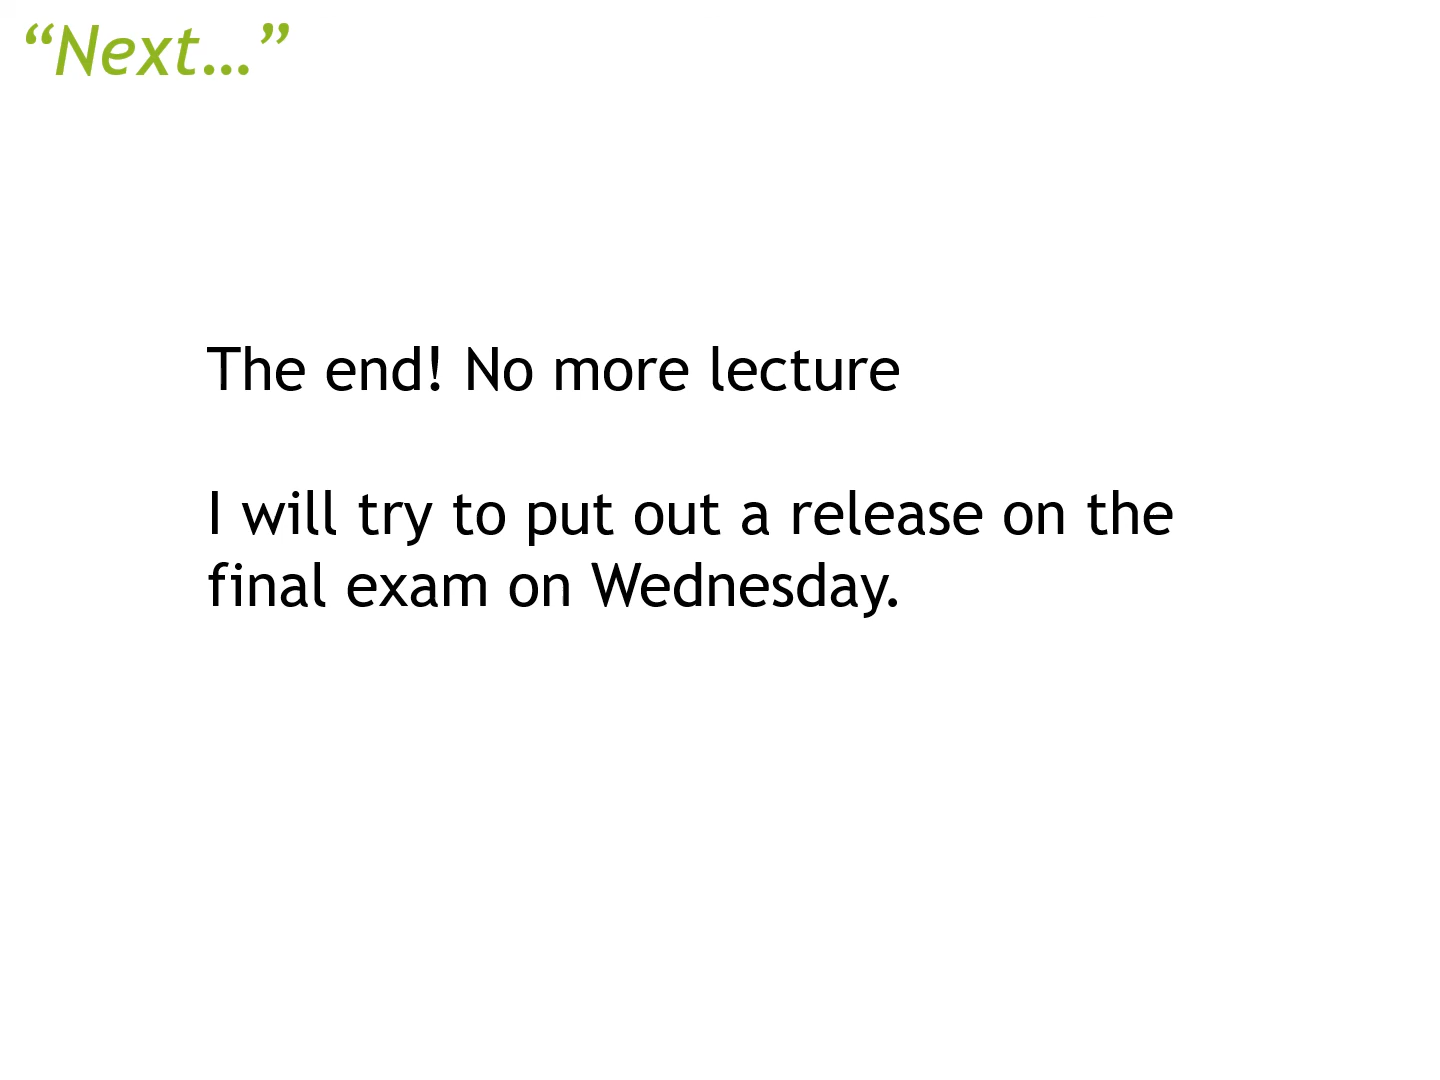 “Next…”
The end! No more lecture
I will try to put out a release on the
final exam on Wednesday.